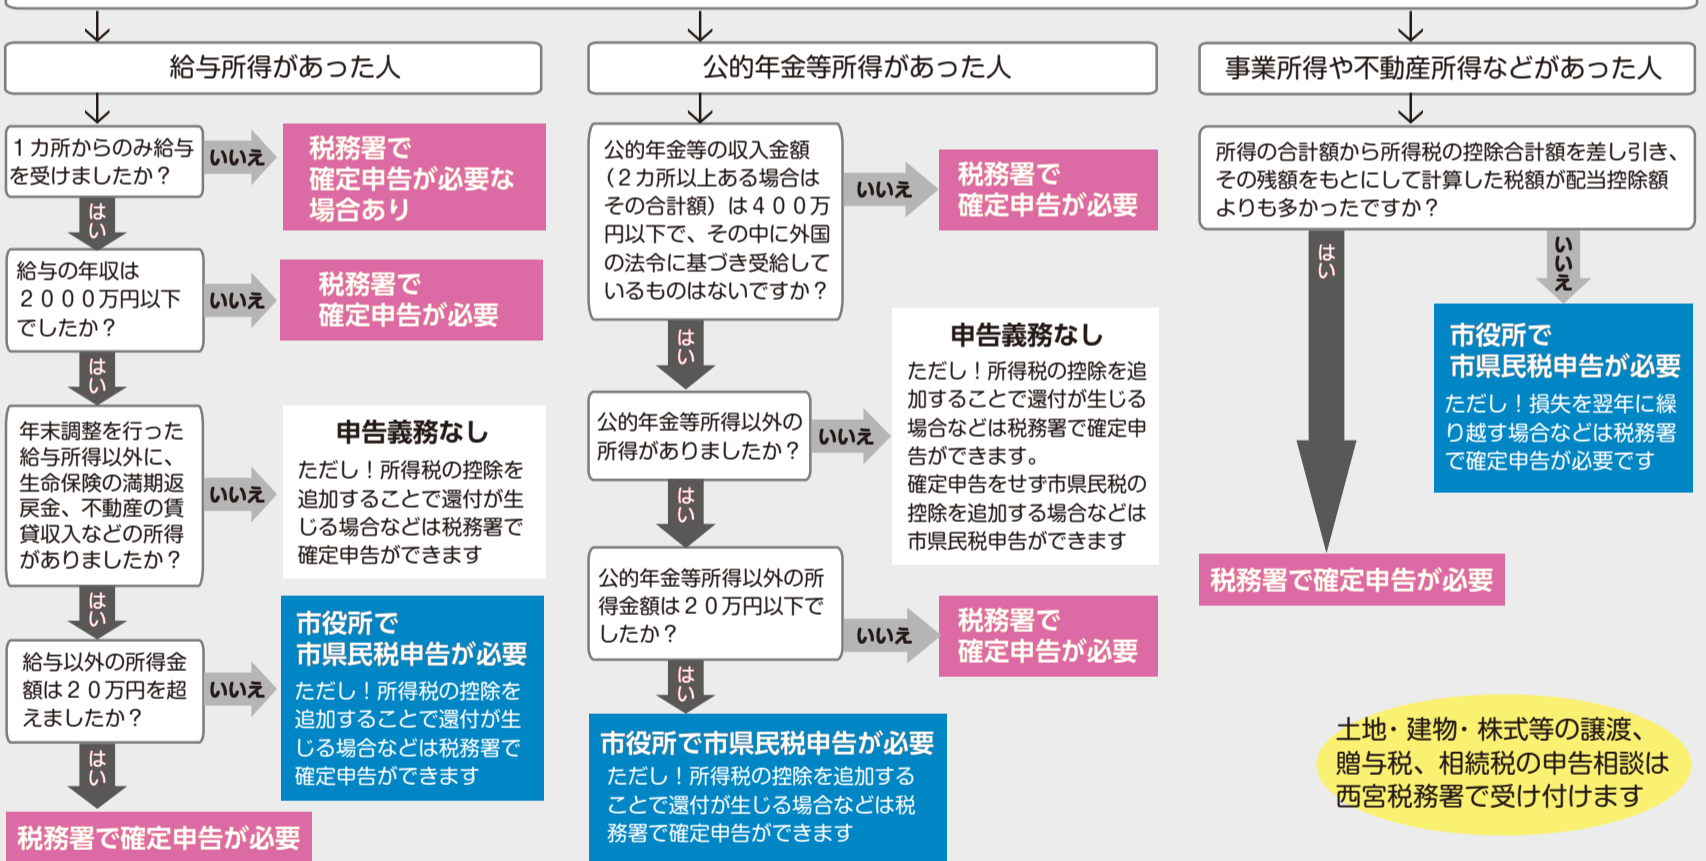 給与所得があった人
１カ所からのみ給与
を受けましたか？
いいえ
税務署で
確定申告が必要な
場合あり
はい
給与の年収は
２０００万円以下
でしたか？
いいえ
税務署で
確定申告が必要
はい
年末調整を行った
給与所得以外に、
生命保険の満期返
戻金、不動産の賃
貸収入などの所得
がありましたか？
いいえ
申告義務なし
ただし！所得税の控除を
追加することで還付が生
じる場合などは税務署で
確定申告ができます
はい
給与以外の所得金
額は２０万円を超
えましたか？
いいえ
市役所で
市県民税申告が必要
ただし！所得税の控除を
追加することで還付が生
じる場合などは税務署で
確定申告ができます
はい
税務署で確定申告が必要
公的年金等所得があった人
公的年金等の収入金額
（２カ所以上ある場合は
その合計額）は４００万
円以下で、その中に外国
の法令に基づき受給して
いるものはないですか？
いいえ
税務署で
確定申告が必要
はい
公的年金等所得以外の
所得がありましたか？
いいえ
申告義務なし
ただし！所得税の控除を追
加することで還付が生じる
場合などは税務署で確定申
告ができます。
確定申告をせず市県民税の
控除を追加する場合などは
市県民税申告ができます
はい
公的年金等所得以外の所
得金額は２０万円以下で
したか？
いいえ
税務署で
確定申告が必要
はい
市役所で市県民税申告が必要
ただし！所得税の控除を追加する
ことで還付が生じる場合などは税
務署で確定申告ができます
事業所得や不動産所得などがあった人
所得の合計額から所得税の控除合計額を差し引き、
その残額をもとにして計算した税額が配当控除額
よりも多かったですか？
はい
いいえ
市役所で
市県民税申告が必要
ただし！損失を翌年に繰
り越す場合などは税務署
で確定申告が必要です
税務署で確定申告が必要
土地・建物・株式等の譲渡、
贈与税、相続税の申告相談は
西宮税務署で受け付けます